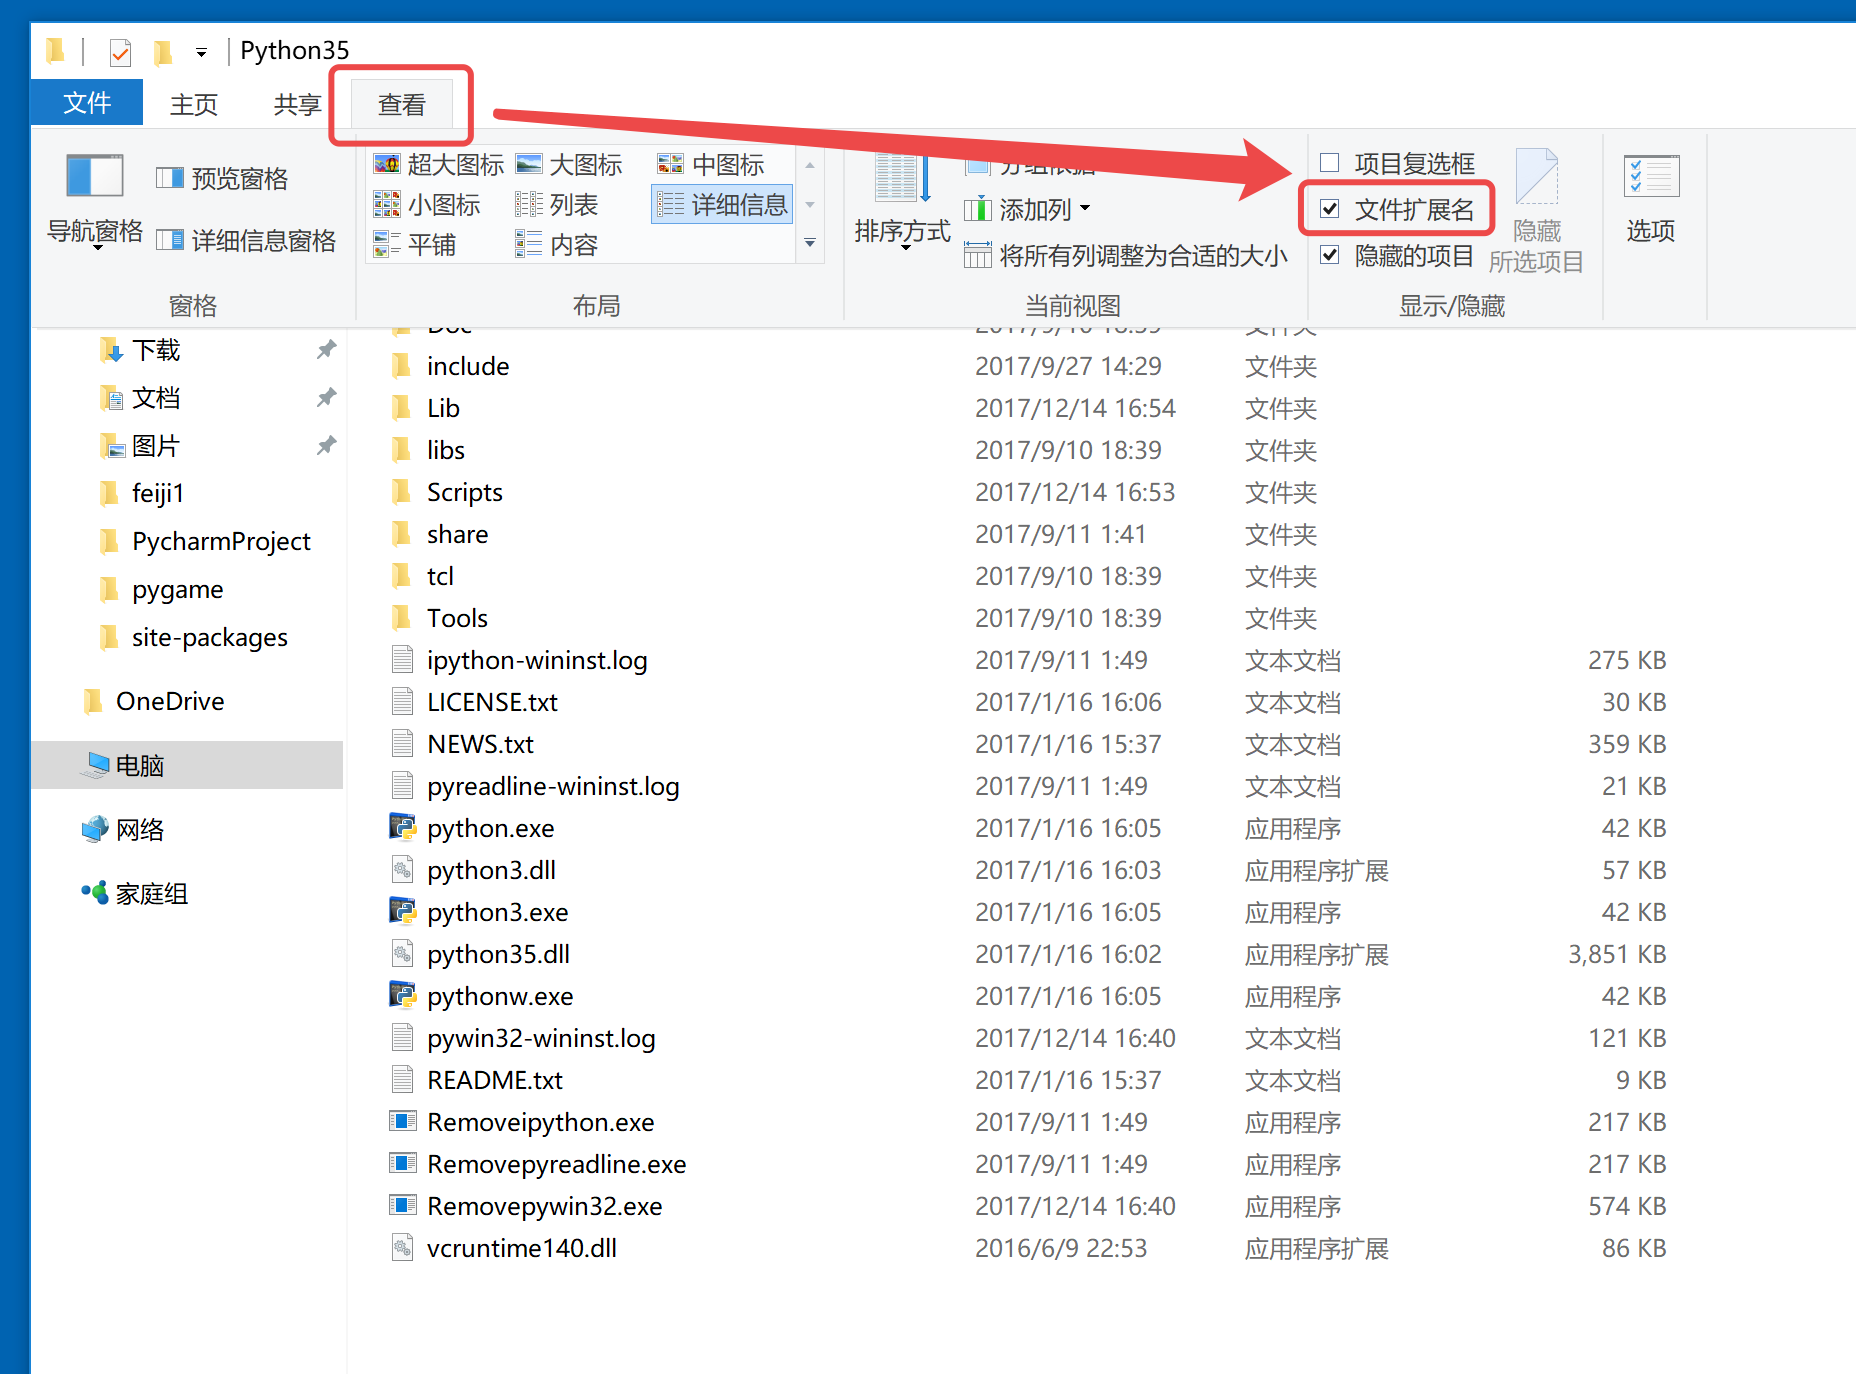 Python35
文件 主页 共享 查看
导航窗格
预览窗格
详细信息窗格
窗格
超大图标 大图标 中图标
小图标 列表 详细信息
平铺 内容
布局
排序方式
分组依据
添加列
将所有列调整为合适的大小
当前视图
项目复选框
文件扩展名
隐藏的项目
隐藏
所选项目
显示/隐藏
选项
下载
文档
图片
feiji1
PycharmProject
pygame
site-packages
OneDrive
电脑
网络
家庭组
Doc 2017/9/10 18:39 文件夹
include 2017/9/27 14:29 文件夹
Lib 2017/12/14 16:54 文件夹
libs 2017/9/10 18:39 文件夹
Scripts 2017/12/14 16:53 文件夹
share 2017/9/11 1:41 文件夹
tcl 2017/9/10 18:39 文件夹
Tools 2017/9/10 18:39 文件夹
ipython-wininst.log 2017/9/11 1:49 文本文档 275 KB
LICENSE.txt 2017/1/16 16:06 文本文档 30 KB
NEWS.txt 2017/1/16 15:37 文本文档 359 KB
pyreadline-wininst.log 2017/9/11 1:49 文本文档 21 KB
python.exe 2017/1/16 16:05 应用程序 42 KB
python3.dll 2017/1/16 16:03 应用程序扩展 57 KB
python3.exe 2017/1/16 16:05 应用程序 42 KB
python35.dll 2017/1/16 16:02 应用程序扩展 3,851 KB
pythonw.exe 2017/1/16 16:05 应用程序 42 KB
pywin32-wininst.log 2017/12/14 16:40 文本文档 121 KB
README.txt 2017/1/16 15:37 文本文档 9 KB
Removeipython.exe 2017/9/11 1:49 应用程序 217 KB
Removepyreadline.exe 2017/9/11 1:49 应用程序 217 KB
Removepywin32.exe 2017/12/14 16:40 应用程序 574 KB
vcruntime140.dll 2016/6/9 22:53 应用程序扩展 86 KB